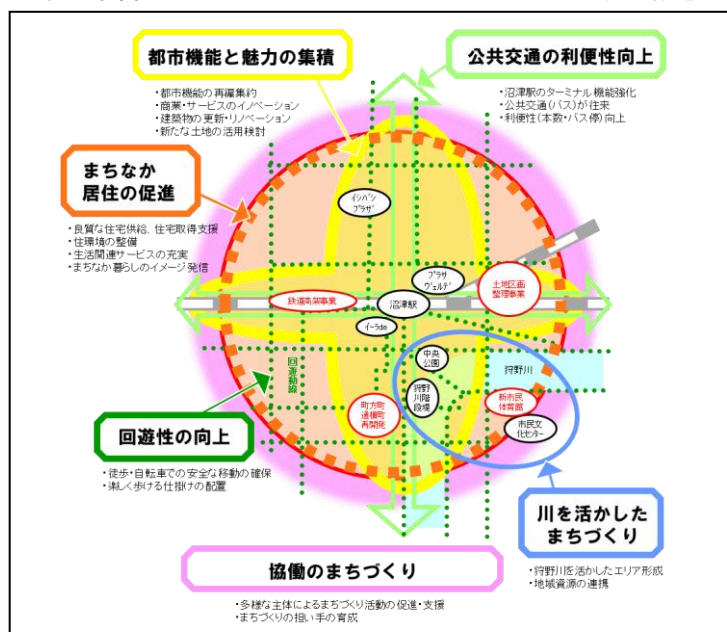 都市機能と魅力の集積
・都市機能の再編集約
・商業・サービスのイノベーション
・建築物の更新・リノベーション
・新たな土地の活用検討
公共交通の利便性向上
・沼津駅のターミナル機能強化
・公共交通(バス)が往来
・利便性(本数・バス停)向上
まちなか
居住の促進
・良質な住宅供給、住宅取得支援
・住環境の整備
・生活関連サービスの充実
・まちなか暮らしのイメージ発信
イシバシ
プラザ
プラサ
ヴェルデ
土地区画
整理事業
鉄道高架事業
沼津駅
イーラde
中央
公園
狩野川
回遊動線
狩野
川階
段堤
町方町
通横町
再開発
新市民
体育館
市民文
化センター
回遊性の向上
・徒歩・自転車での安全な移動の確保
・楽しく歩ける仕掛けの配置
川を活かした
まちづくり
・狩野川を活かしたエリア形成
・地域資源の連携
協働のまちづくり
・多様な主体によるまちづくり活動の促進・支援
・まちづくりの担い手の育成